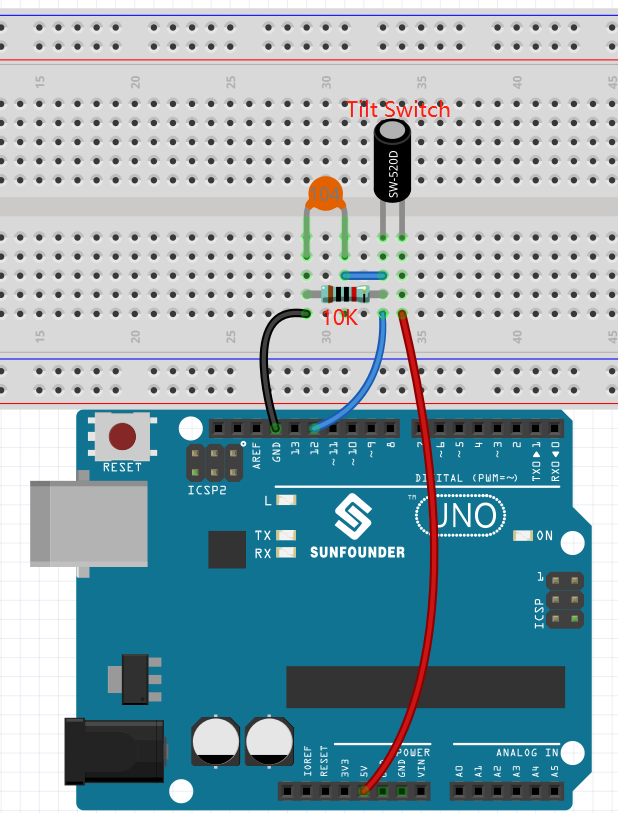 15 20 25 30 35 40 45
Tilt Switch
SW-520D
104
10K
15 20 25 30 35 40 45
RESET
ICSP2
AREF
GND
13
12
~11
~10
~9
8
7
~6
~5
4
~3
2
TX0▶1
RX0◀0
DIGITAL (PWM=~)
L
TX
RX
SUNFOUNDER
™
UNO
ON
1
ICSP
IOREF
RESET
3V3
5V
GND
VIN
POWER
ANALOG IN
A0
A1
A2
A3
A4
A5